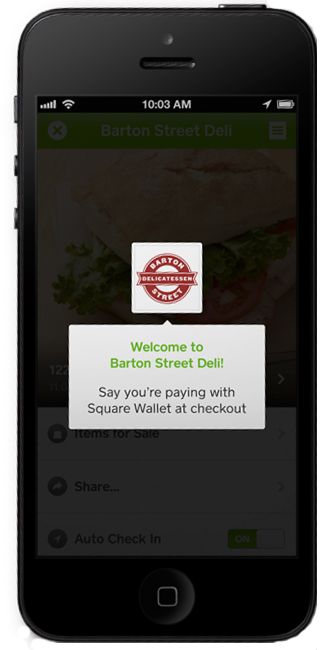 10:03 AM
Barton Street Deli
BARTON
DELICATESSEN
STREET
Welcome to
Barton Street Deli!
Say you're paying with
Square Wallet at checkout
122
Items for Sale
Share...
Auto Check In
ON